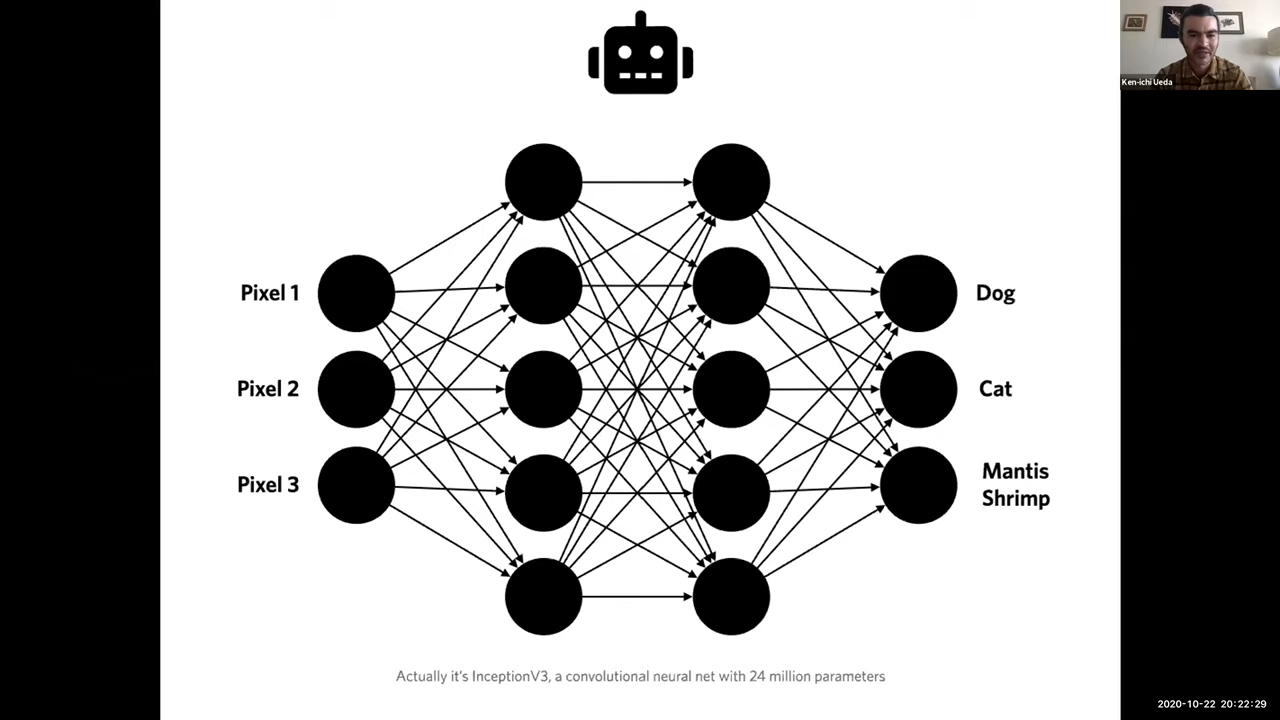 Ken-ichi Ueda
Pixel 1
Dog
Pixel 2
Cat
Pixel 3
Mantis
Shrimp
Actually it's InceptionV3, a convolutional neural net with 24 million parameters
2020-10-22 20:22:29